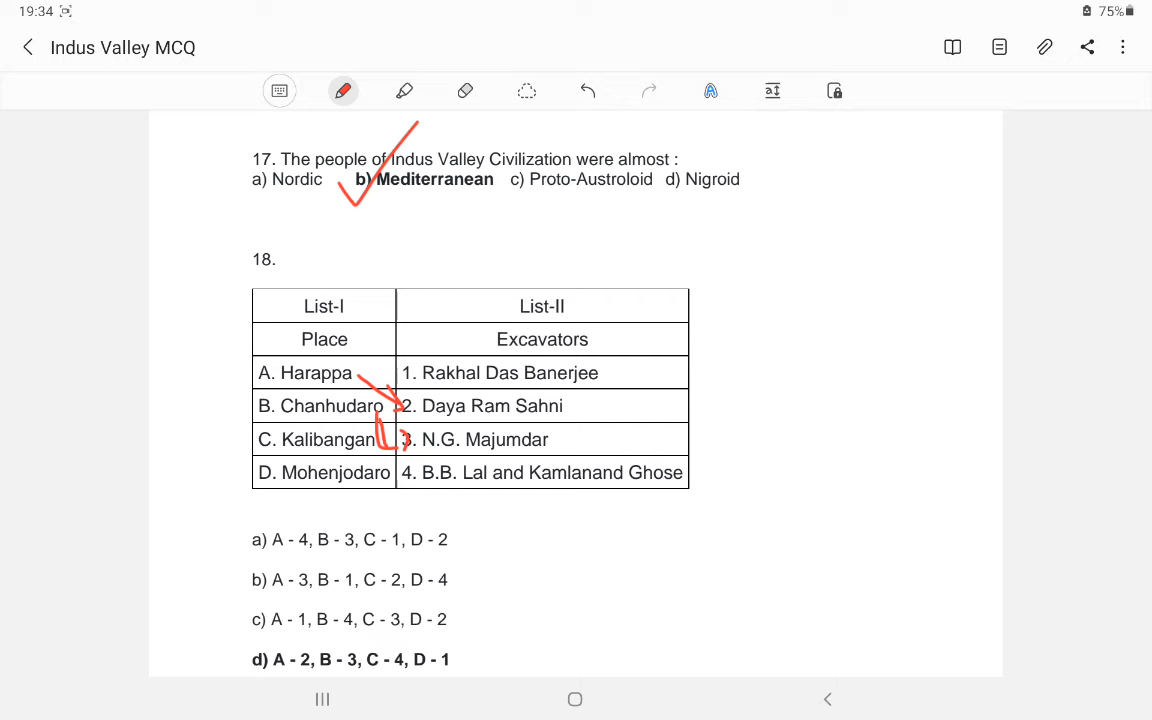 19:34 75%
Indus Valley MCQ
17. The people of Indus Valley Civilization were almost :
a) Nordic b) Mediterranean c) Proto-Austroloid d) Nigroid
18.
List-I List-II
Place Excavators
A. Harappa 1. Rakhal Das Banerjee
B. Chanhudaro 2. Daya Ram Sahni
C. Kalibangan 3. N.G. Majumdar
D. Mohenjodaro 4. B.B. Lal and Kamlanand Ghose
a) A - 4, B - 3, C - 1, D - 2
b) A - 3, B - 1, C - 2, D - 4
c) A - 1, B - 4, C - 3, D - 2
d) A - 2, B - 3, C - 4, D - 1